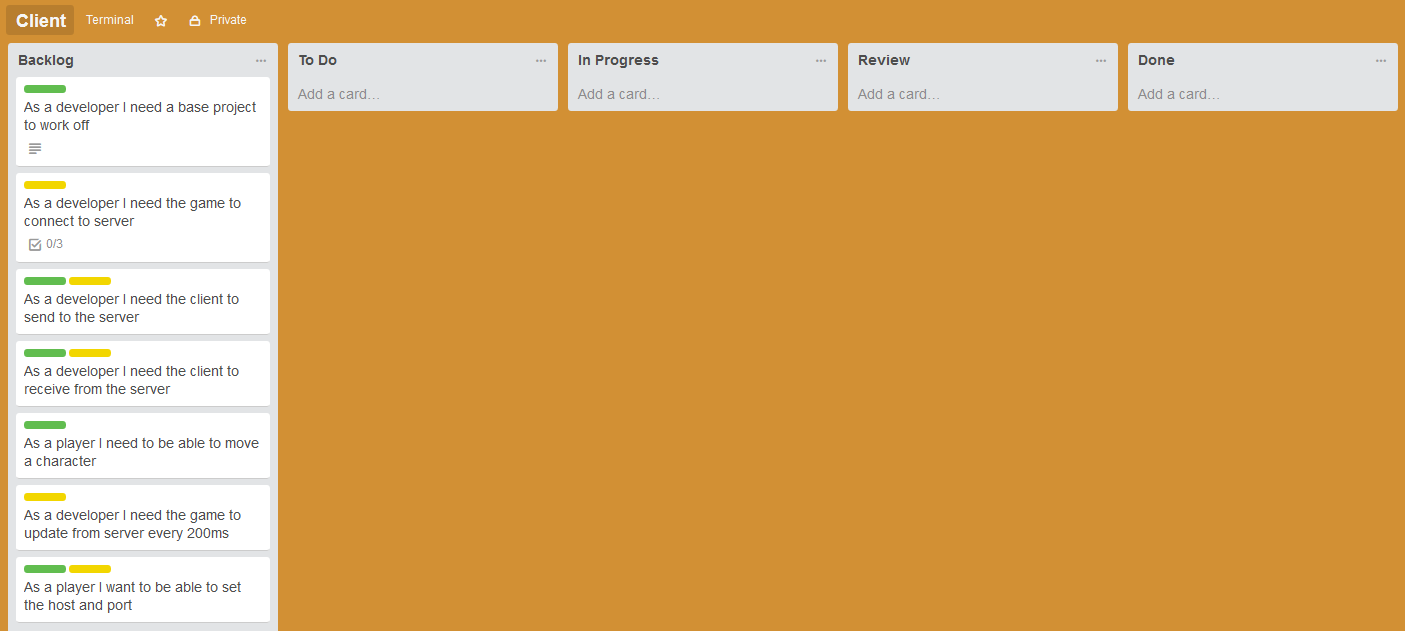 Client Terminal Private
Backlog
As a developer I need a base project
to work off
As a developer I need the game to
connect to server
0/3
As a developer I need the client to
send to the server
As a developer I need the client to
receive from the server
As a player I need to be able to move
a character
As a developer I need the game to
update from server every 200ms
As a player I want to be able to set
the host and port
To Do
Add a card…
In Progress
Add a card…
Review
Add a card…
Done
Add a card…